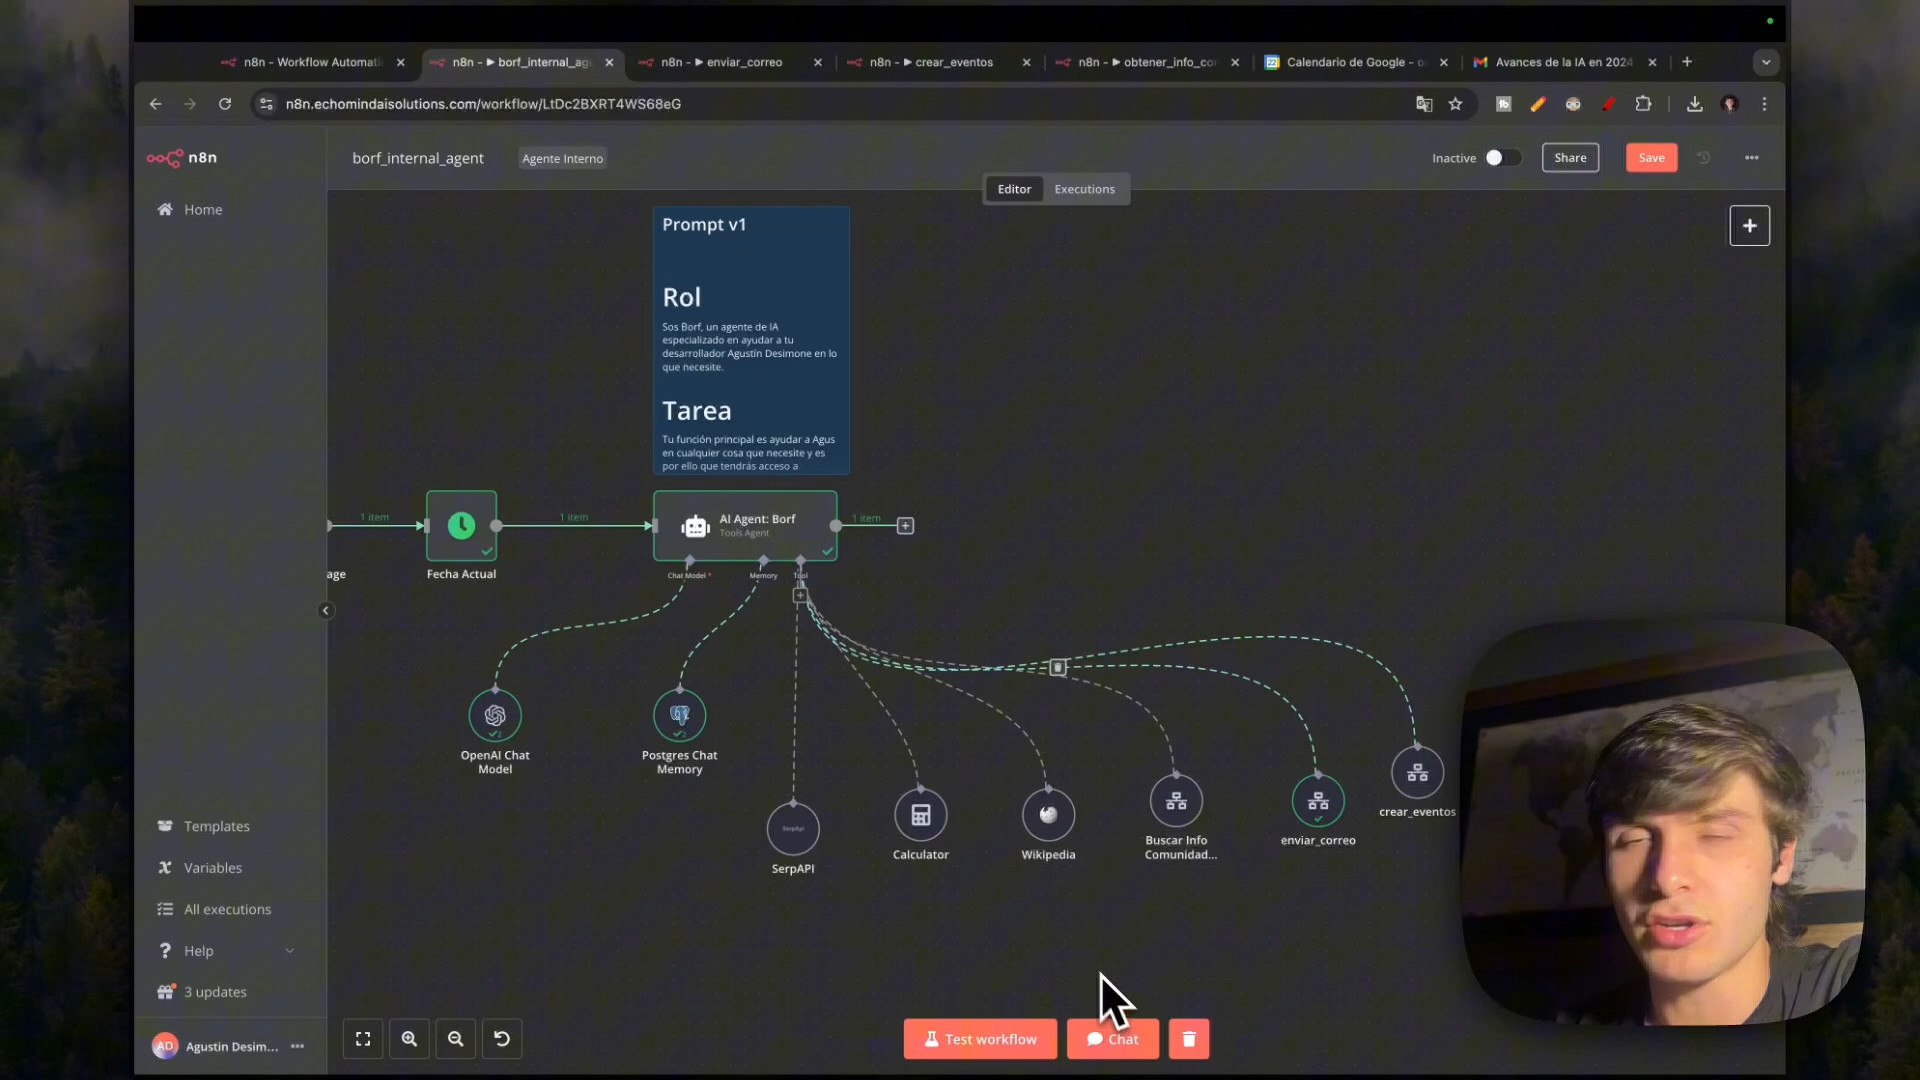 n8n - Workflow Automati
n8n - ▶ borf_internal_age
n8n - ▶ enviar_correo
n8n - ▶ crear_eventos
n8n - ▶ obtener_info_co
Calendario de Google - o
Avances de la IA en 2024
n8n.echomindaisolutions.com/workflow/LtDc2BXRT4WS68eG
n8n
borf_internal_agent
Agente Interno
Inactive
Share
Save
Editor
Executions
Home
Prompt v1
Rol
Sos Borf, un agente de IA
especializado en ayudar a tu
desarrollador Agustín Desimone en lo
que necesite.
Tarea
Tu función principal es ayudar a Agus
en cualquier cosa que necesite y es
por ello que tendrás acceso a
1 item
1 item
AI Agent: Borf
Tools Agent
1 item
age
Fecha Actual
Chat Model *
Memory
Tool
OpenAI Chat
Model
Postgres Chat
Memory
SerpApi
SerpAPI
Calculator
Wikipedia
Buscar Info
Comunidad...
enviar_correo
crear_eventos
Templates
Variables
All executions
Help
3 updates
AD
Agustin Desim...
Test workflow
Chat